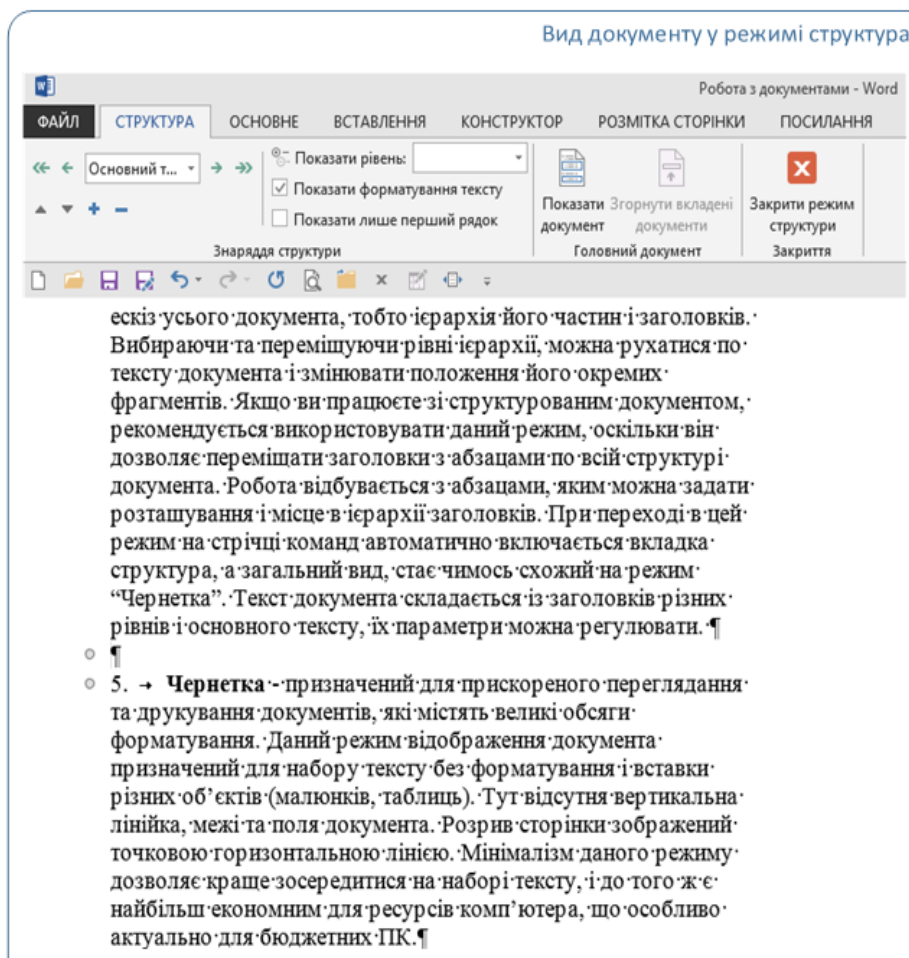 Вид документу у режимі структура
Робота з документами - Word
ФАЙЛ СТРУКТУРА ОСНОВНЕ ВСТАВЛЕННЯ КОНСТРУКТОР РОЗМІТКА СТОРІНКИ ПОСИЛАННЯ
Основний т...
Показати рівень:
Показати форматування тексту
Показати лише перший рядок
Знаряддя структури
Показати документ
Згорнути вкладені документи
Головний документ
Закрити режим структури
Закриття
ескіз усього документа, тобто ієрархія його частин і заголовків.
Вибираючи та переміщуючи рівні ієрархії, можна рухатися по
тексту документа і змінювати положення його окремих
фрагментів. Якщо ви працюєте зі структурованим документом,
рекомендується використовувати даний режим, оскільки він
дозволяє переміщати заголовки з абзацами по всій структурі
документа. Робота відбувається з абзацами, яким можна задати
розташування і місце в ієрархії заголовків. При переході в цей
режим на стрічці команд автоматично включається вкладка
структура, а загальний вид, стає чимось схожий на режим
“Чернетка”. Текст документа складається із заголовків різних
рівнів і основного тексту, їх параметри можна регулювати. ¶
¶
5. → Чернетка - призначений для прискореного переглядання
та друкування документів, які містять великі обсяги
форматування. Даний режим відображення документа
призначений для набору тексту без форматування і вставки
різних об’єктів (малюнків, таблиць). Тут відсутня вертикальна
лінійка, межі та поля документа. Розрив сторінки зображений
точковою горизонтальною лінією. Мінімалізм даного режиму
дозволяє краще зосередитися на наборі тексту, і до того ж є
найбільш економним для ресурсів комп’ютера, що особливо
актуально для бюджетних ПК.¶